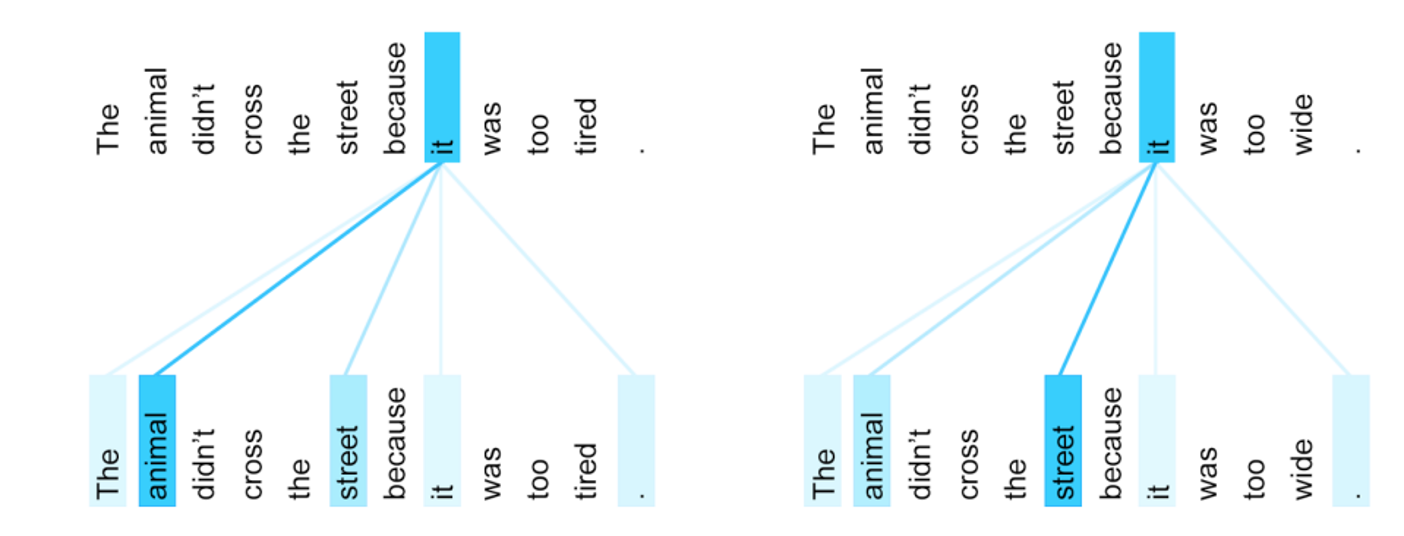 The animal didn't cross the street because it was too tired .
The animal didn't cross the street because it was too wide .
The animal didn't cross the street because it was too tired .
The animal didn't cross the street because it was too wide .